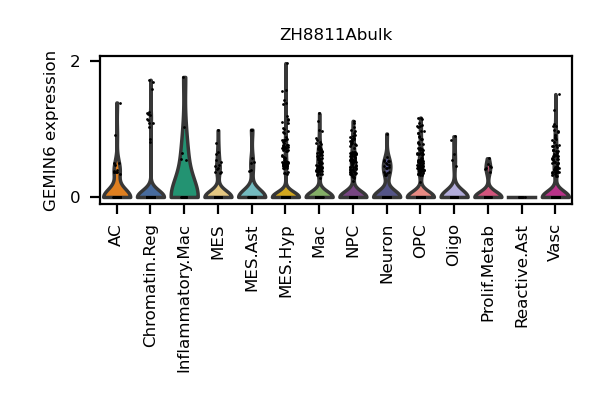 ZH8811Abulk
GEMIN6 expression
2
0
AC
Chromatin.Reg
Inflammatory.Mac
MES
MES.Ast
MES.Hyp
Mac
NPC
Neuron
OPC
Oligo
Prolif.Metab
Reactive.Ast
Vasc